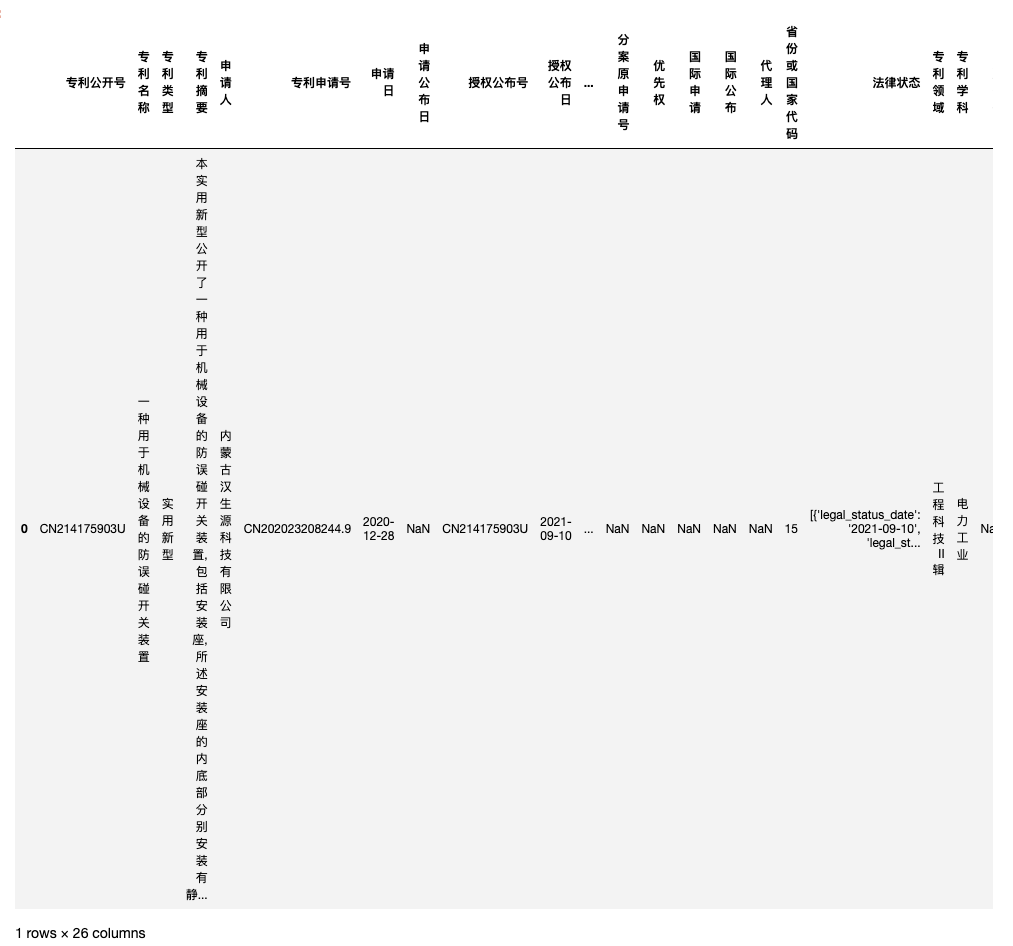 专利公开号 专利名称 专利类型 专利摘要 申请人 专利申请号 申请日 申请公布日 授权公布号 授权公布日 ... 分案原申请号 优先权 国际申请 国际公布 代理人 省份或国家代码 法律状态 专利领域 专利学科
0 CN214175903U 一种用于机械设备的防误碰开关装置 实用新型 本实用新型公开了一种用于机械设备的防误碰开关装置,包括安装座,所述安装座的内底部分别安装有静... 内蒙古汉生源科技有限公司 CN202023208244.9 2020-12-28 NaN CN214175903U 2021-09-10 ... NaN NaN NaN NaN NaN 15 [{'legal_status_date': '2021-09-10', 'legal_st... 工程科技II辑 电力工业
1 rows × 26 columns